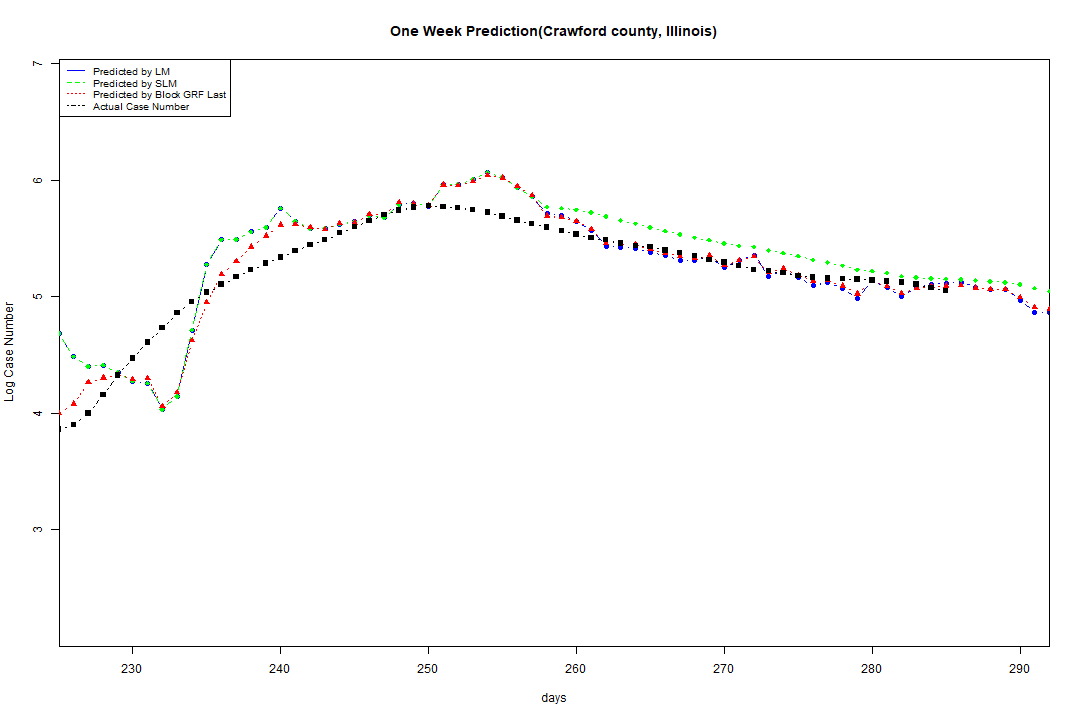 One Week Prediction(Crawford county, Illinois)
Predicted by LM
Predicted by SLM
Predicted by Block GRF Last
Actual Case Number
7
6
5
4
3
Log Case Number
230 240 250 260 270 280 290
days